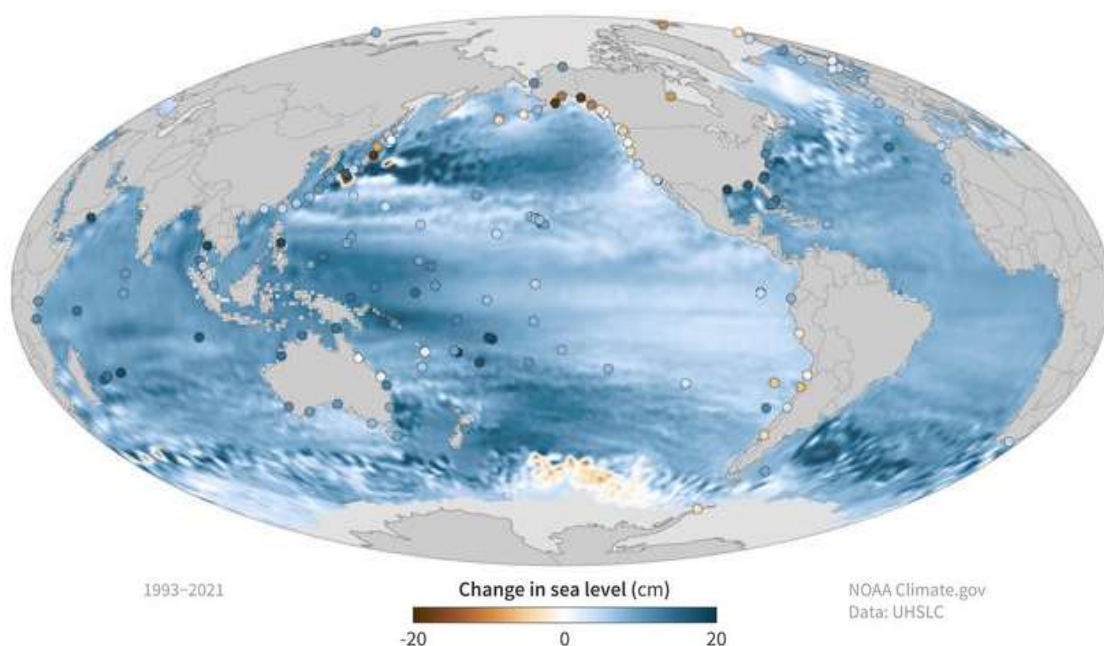 1993–2021
Change in sea level (cm)
-20
0
20
NOAA Climate.gov
Data: UHSLC